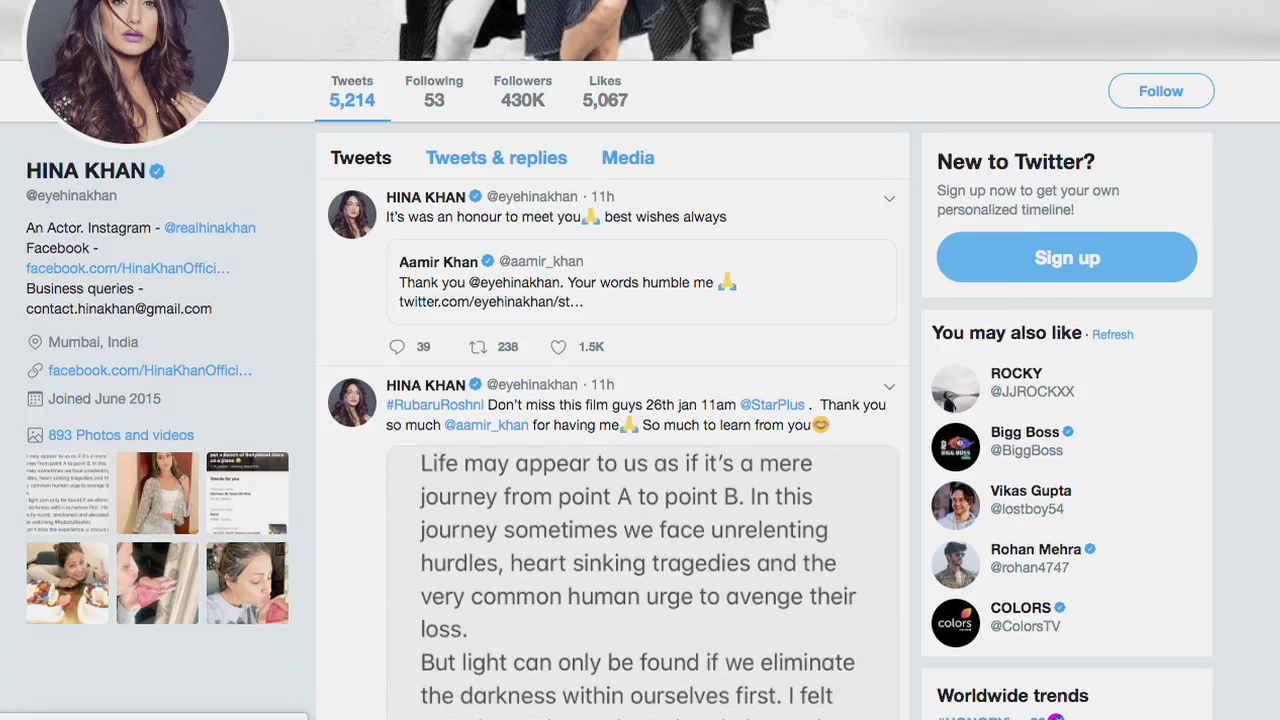 Tweets
5,214
Following
53
Followers
430K
Likes
5,067
Follow
HINA KHAN
@eyehinakhan
An Actor. Instagram - @realhinakhan
Facebook -
facebook.com/HinaKhanOffici…
Business queries -
contact.hinakhan@gmail.com
Mumbai, India
facebook.com/HinaKhanOffici…
Joined June 2015
893 Photos and videos
Tweets Tweets & replies Media
HINA KHAN @eyehinakhan · 11h
It's was an honour to meet you🙏 best wishes always
Aamir Khan @aamir_khan
Thank you @eyehinakhan. Your words humble me 🙏
twitter.com/eyehinakhan/st…
39 238 1.5K
HINA KHAN @eyehinakhan · 11h
#RubaruRoshni Don't miss this film guys 26th jan 11am @StarPlus . Thank you
so much @aamir_khan for having me🙏 So much to learn from you😊
Life may appear to us as if it's a mere
journey from point A to point B. In this
journey sometimes we face unrelenting
hurdles, heart sinking tragedies and the
very common human urge to avenge their
loss.
But light can only be found if we eliminate
the darkness within ourselves first. I felt
New to Twitter?
Sign up now to get your own
personalized timeline!
Sign up
You may also like · Refresh
ROCKY
@JJROCKXX
Bigg Boss
@BiggBoss
Vikas Gupta
@lostboy54
Rohan Mehra
@rohan4747
colors
COLORS
@ColorsTV
Worldwide trends